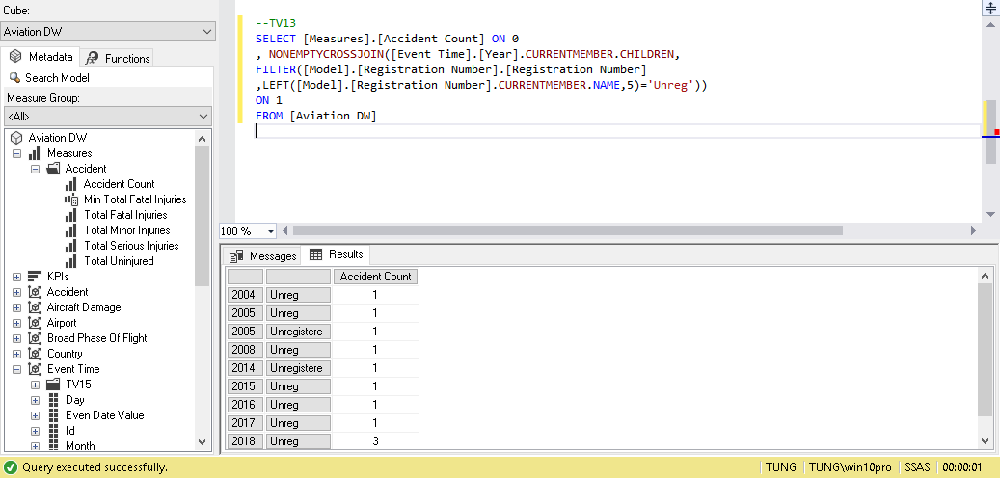 Cube:
Aviation DW
Metadata
Functions
Search Model
Measure Group:
<All>
Aviation DW
Measures
Accident
Accident Count
Min Total Fatal Injuries
Total Fatal Injuries
Total Minor Injuries
Total Serious Injuries
Total Uninjured
KPIs
Accident
Aircraft Damage
Airport
Broad Phase Of Flight
Country
Event Time
TV15
Day
Even Date Value
Id
Month
--TV13
SELECT [Measures].[Accident Count] ON 0
, NONEMPTYCROSSJOIN([Event Time].[Year].CURRENTMEMBER.CHILDREN,
FILTER([Model].[Registration Number].[Registration Number]
,LEFT([Model].[Registration Number].CURRENTMEMBER.NAME,5)='Unreg'))
ON 1
FROM [Aviation DW]
100 %
Messages
Results
Accident Count
2004 Unreg 1
2005 Unreg 1
2005 Unregistere 1
2008 Unreg 1
2014 Unregistere 1
2015 Unreg 1
2016 Unreg 1
2017 Unreg 1
2018 Unreg 3
Query executed successfully.
TUNG
TUNG\win10pro
SSAS
00:00:01